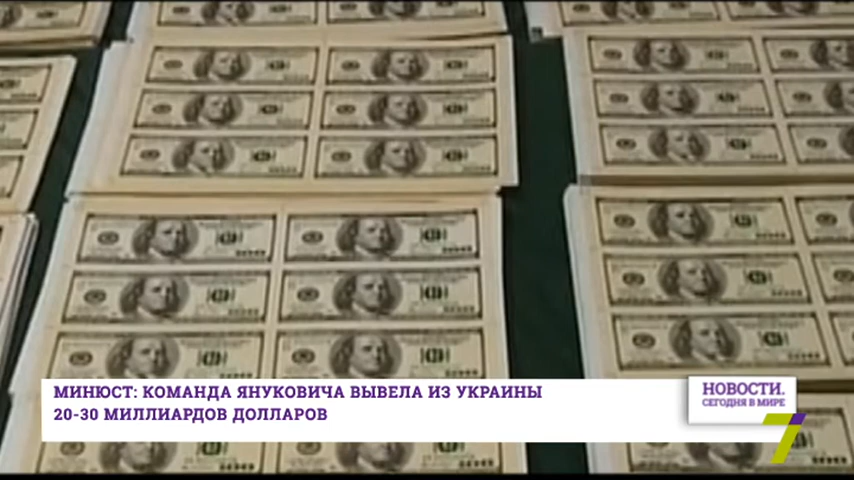 МИНЮСТ: КОМАНДА ЯНУКОВИЧА ВЫВЕЛА ИЗ УКРАИНЫ
20-30 МИЛЛИАРДОВ ДОЛЛАРОВ
НОВОСТИ.
СЕГОДНЯ В МИРЕ
7